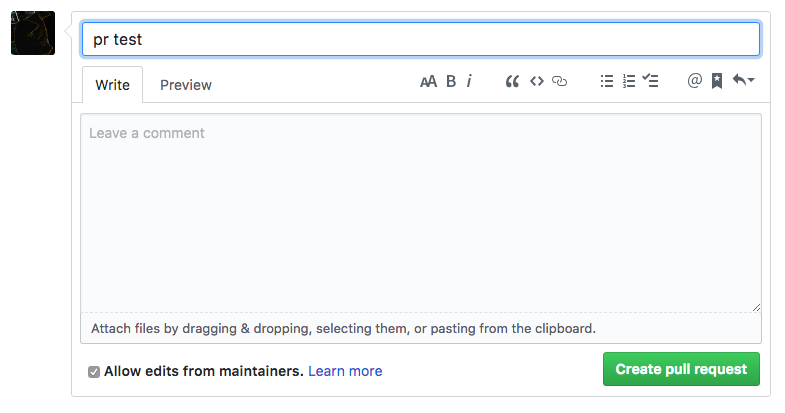 pr test
Write Preview AA B i @
Leave a comment
Attach files by dragging & dropping, selecting them, or pasting from the clipboard.
Allow edits from maintainers. Learn more Create pull request